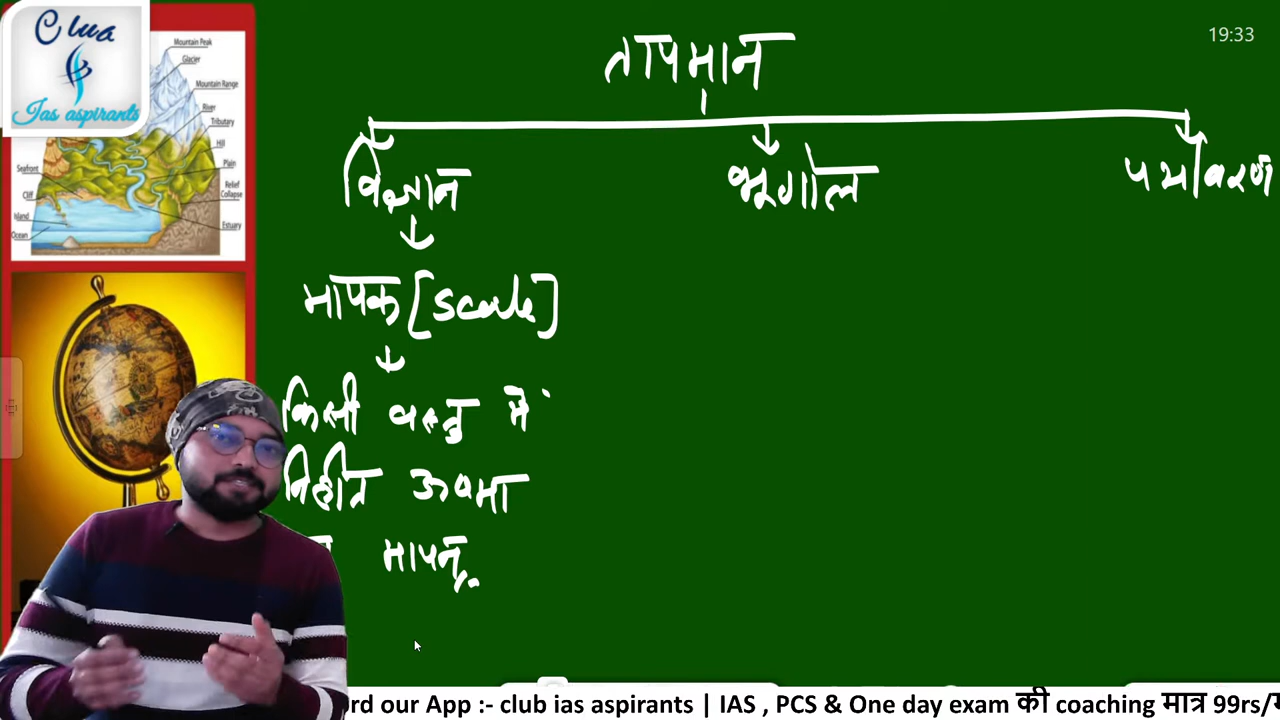 Clua
Ias aspirants
Mountain Peak
Glacier
Mountain Range
River
Tributary
Hill
Plain
Relief
Collapse
Estuary
Seafront
Cliff
Island
Ocean
19:33
तापमान
विज्ञान भूगोल पर्यावरण
मापक [Scale]
किसी वस्तु में
निहीत ऊष्मा
मापन
rd our App :- club ias aspirants | IAS , PCS & One day exam की coaching मात्र 99rs/